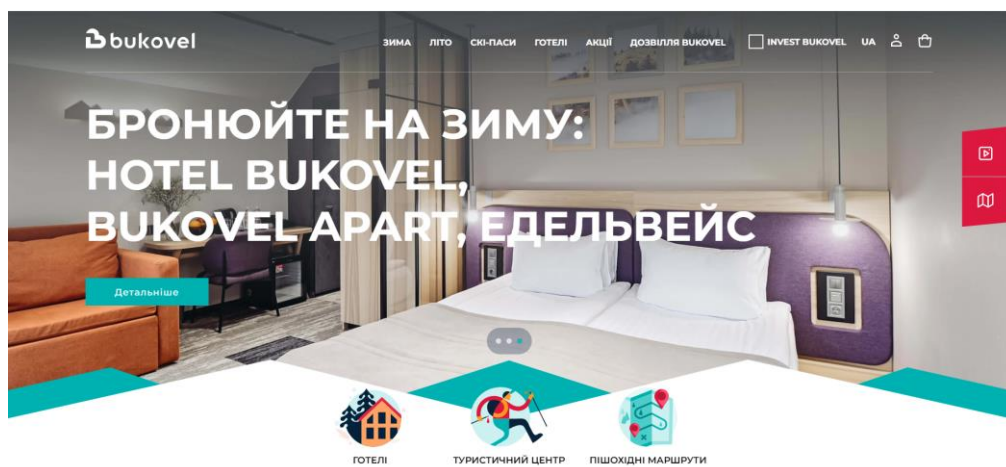 bukovel
ЗИМА ЛІТО СКІ-ПАСИ ГОТЕЛІ АКЦІЇ ДОЗВІЛЛЯ BUKOVEL INVEST BUKOVEL UA
БРОНЮЙТЕ НА ЗИМУ:
HOTEL BUKOVEL,
BUKOVEL APART, ЕДЕЛЬВЕЙС
Детальніше
ГОТЕЛІ ТУРИСТИЧНИЙ ЦЕНТР ПІШОХІДНІ МАРШРУТИ